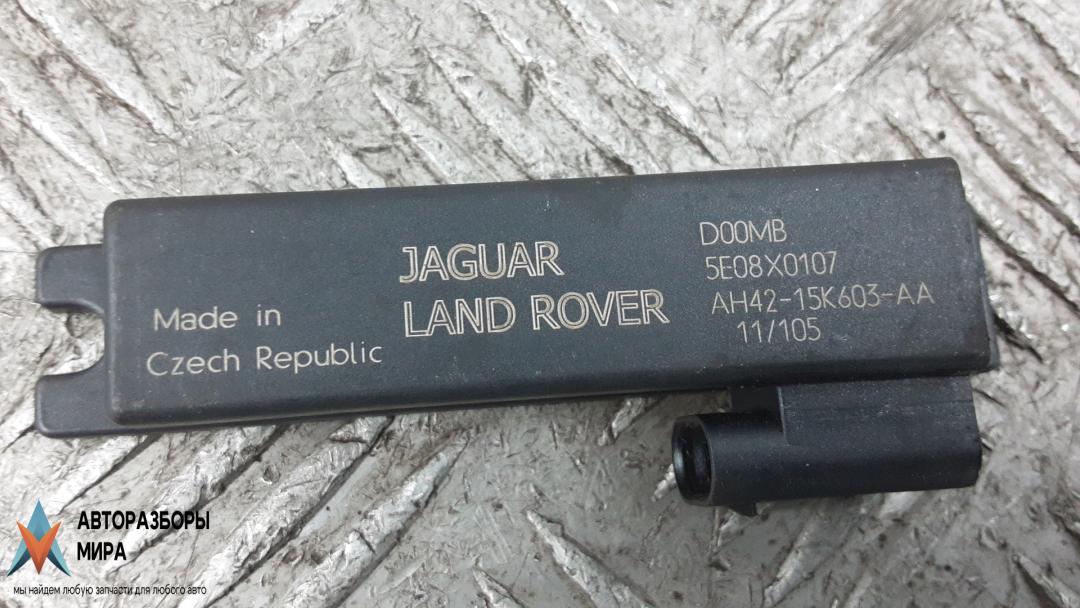 Made in
Czech Republic
JAGUAR
LAND ROVER
D00MB
5E08X0107
AH42-15K603-AA
11/105
АВТОРАЗБОРЫ
МИРА
мы найдем любую запчасти для любого авто